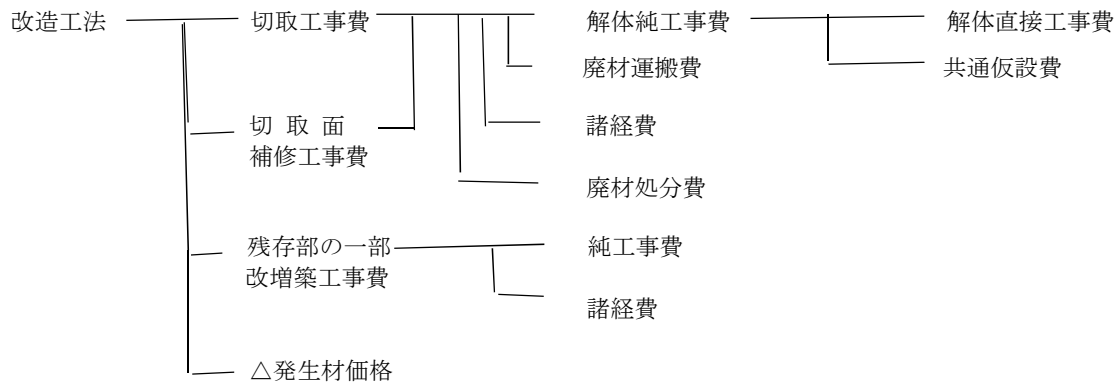 改造工法 切取工事費 解体純工事費 解体直接工事費
廃材運搬費 共通仮設費
切 取 面 諸経費
補修工事費
廃材処分費
残存部の一部 純工事費
改増築工事費
諸経費
△発生材価格